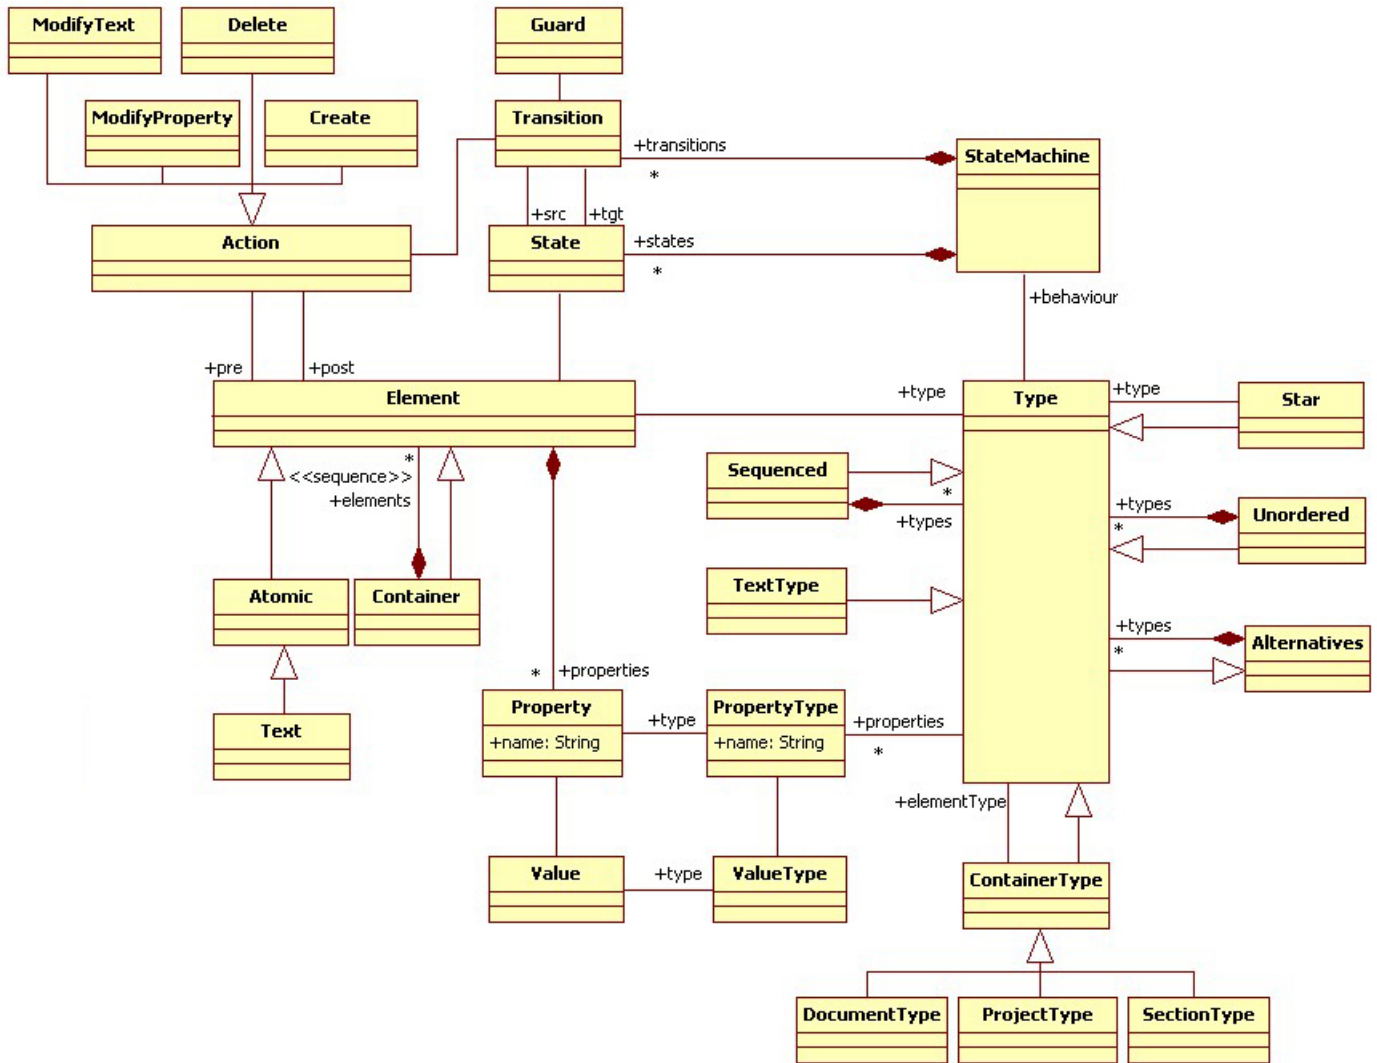 ModifyText
Delete
Guard
ModifyProperty
Create
Transition
+transitions
*
StateMachine
+src
+tgt
Action
State
+states
*
+behaviour
+pre
+post
Element
+type
Type
+type
Star
*
<<sequence>>
+elements
Sequenced
*
+types
+types
*
Unordered
Atomic
Container
TextType
+types
*
Alternatives
*
+properties
Text
Property
+name: String
+type
PropertyType
+name: String
+properties
*
+elementType
Value
+type
ValueType
ContainerType
DocumentType
ProjectType
SectionType